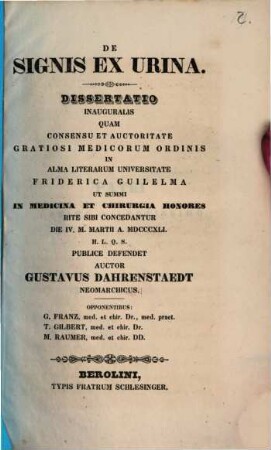 2.
DE
SIGNIS EX URINA.
DISSERTATIO
INAUGURALIS
QUAM
CONSENSU ET AUCTORITATE
GRATIOSI MEDICORUM ORDINIS
IN
ALMA LITERARUM UNIVERSITATE
FRIDERICA GUILELMA
UT SUMMI
IN MEDICINA ET CHIRURGIA HONORES
RITE SIBI CONCEDANTUR
DIE IV. M. MARTII A. MDCCCXLI.
H. L. Q. S.
PUBLICE DEFENDET
AUCTOR
GUSTAVUS DAHRENSTAEDT
NEOMARCHICUS.
OPPONENTIBUS:
G. FRANZ, med. et chir. Dr., med. pract.
T. GILBERT, med. et chir. Dr.
M. RAUMER, med. et chir. DD.
BEROLINI,
TYPIS FRATRUM SCHLESINGER.